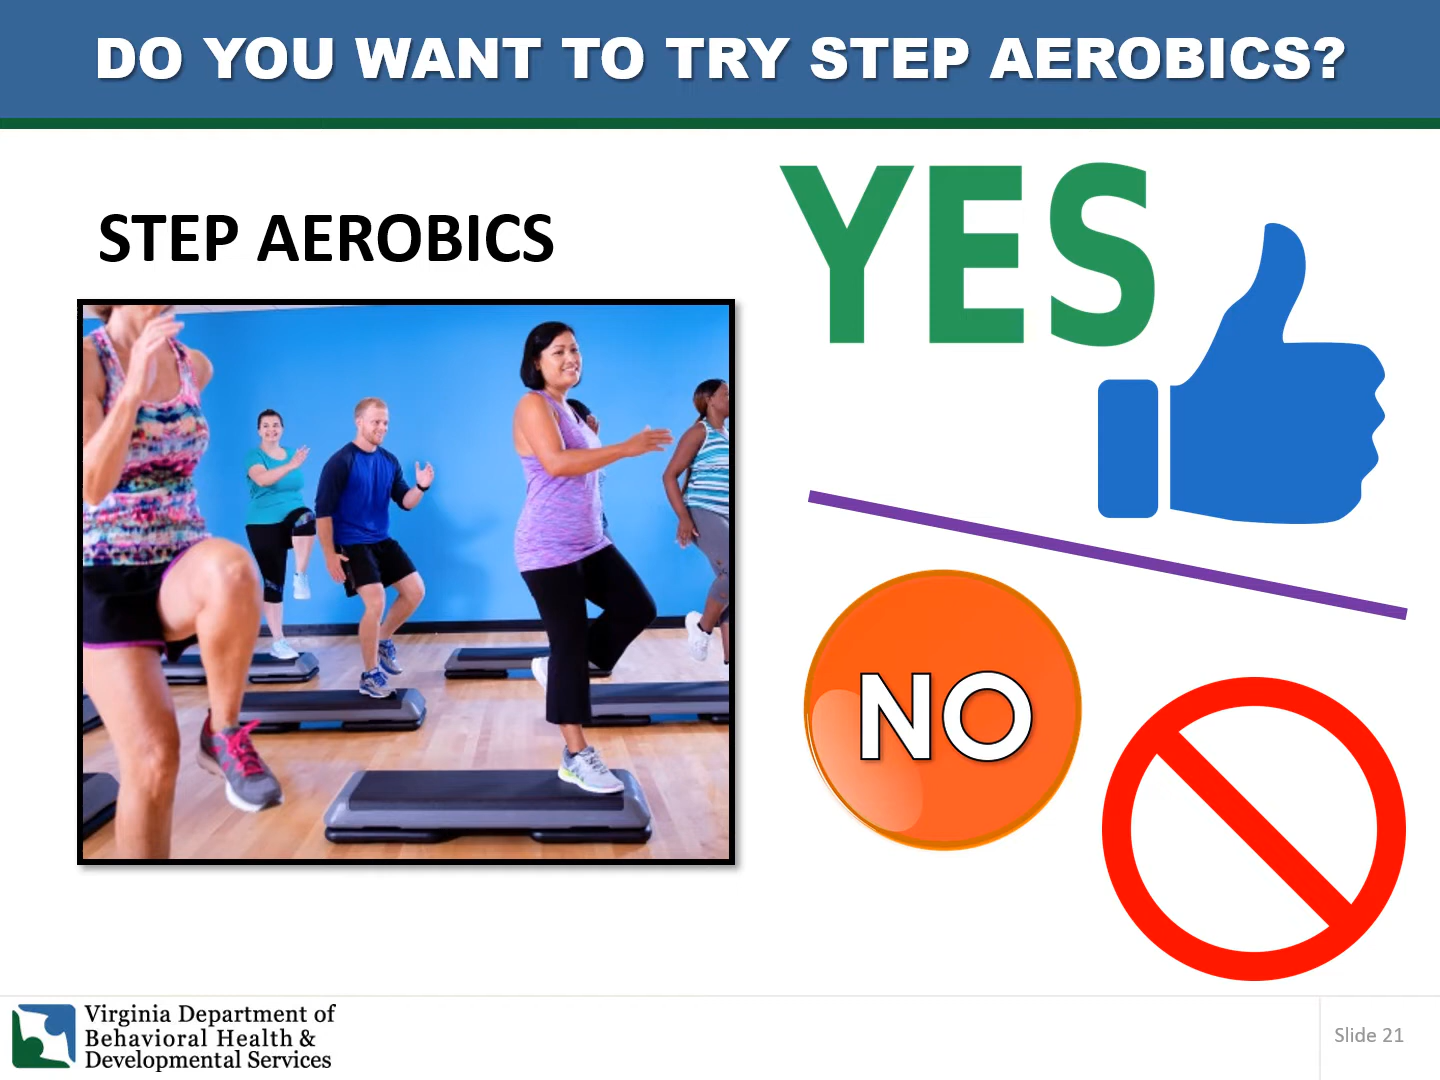 DO YOU WANT TO TRY STEP AEROBICS?
STEP AEROBICS
YES
NO
Virginia Department of
Behavioral Health &
Developmental Services
Slide 21